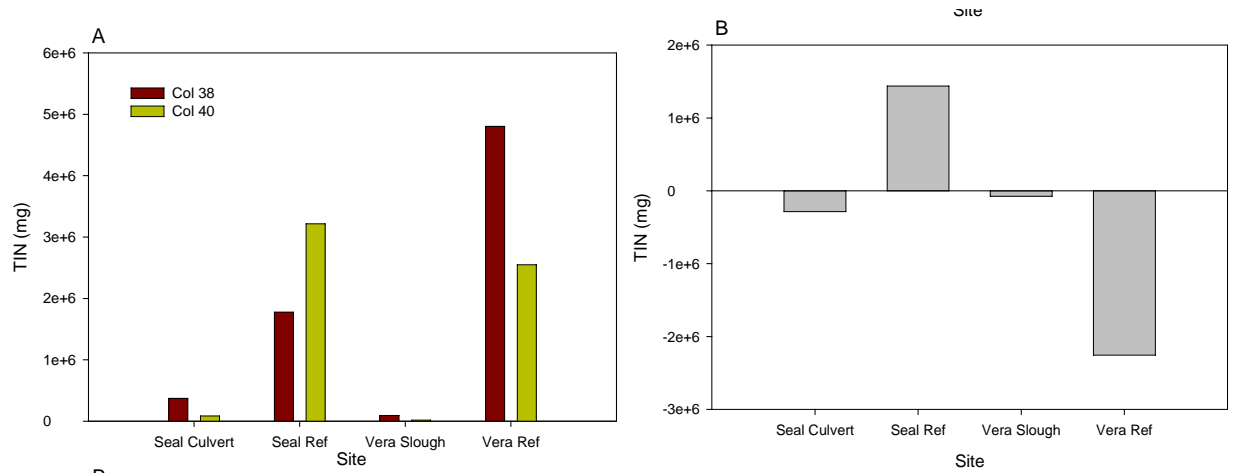 A
6e+6
5e+6
4e+6
3e+6
2e+6
1e+6
0
TIN (mg)
Col 38
Col 40
Seal Culvert
Seal Ref
Vera Slough
Vera Ref
Site
Site
B
2e+6
1e+6
0
-1e+6
-2e+6
-3e+6
TIN (mg)
Seal Culvert
Seal Ref
Vera Slough
Vera Ref
Site